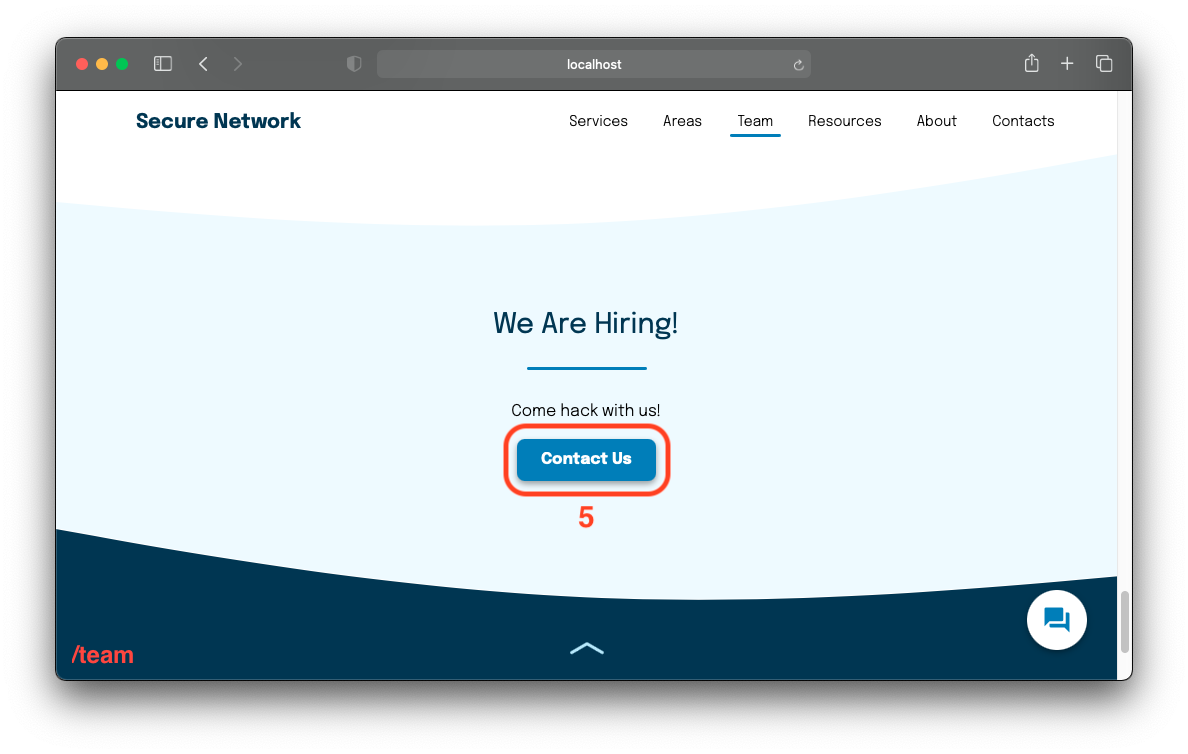 localhost
Secure Network
Services Areas Team Resources About Contacts
We Are Hiring!
Come hack with us!
Contact Us
5
/team